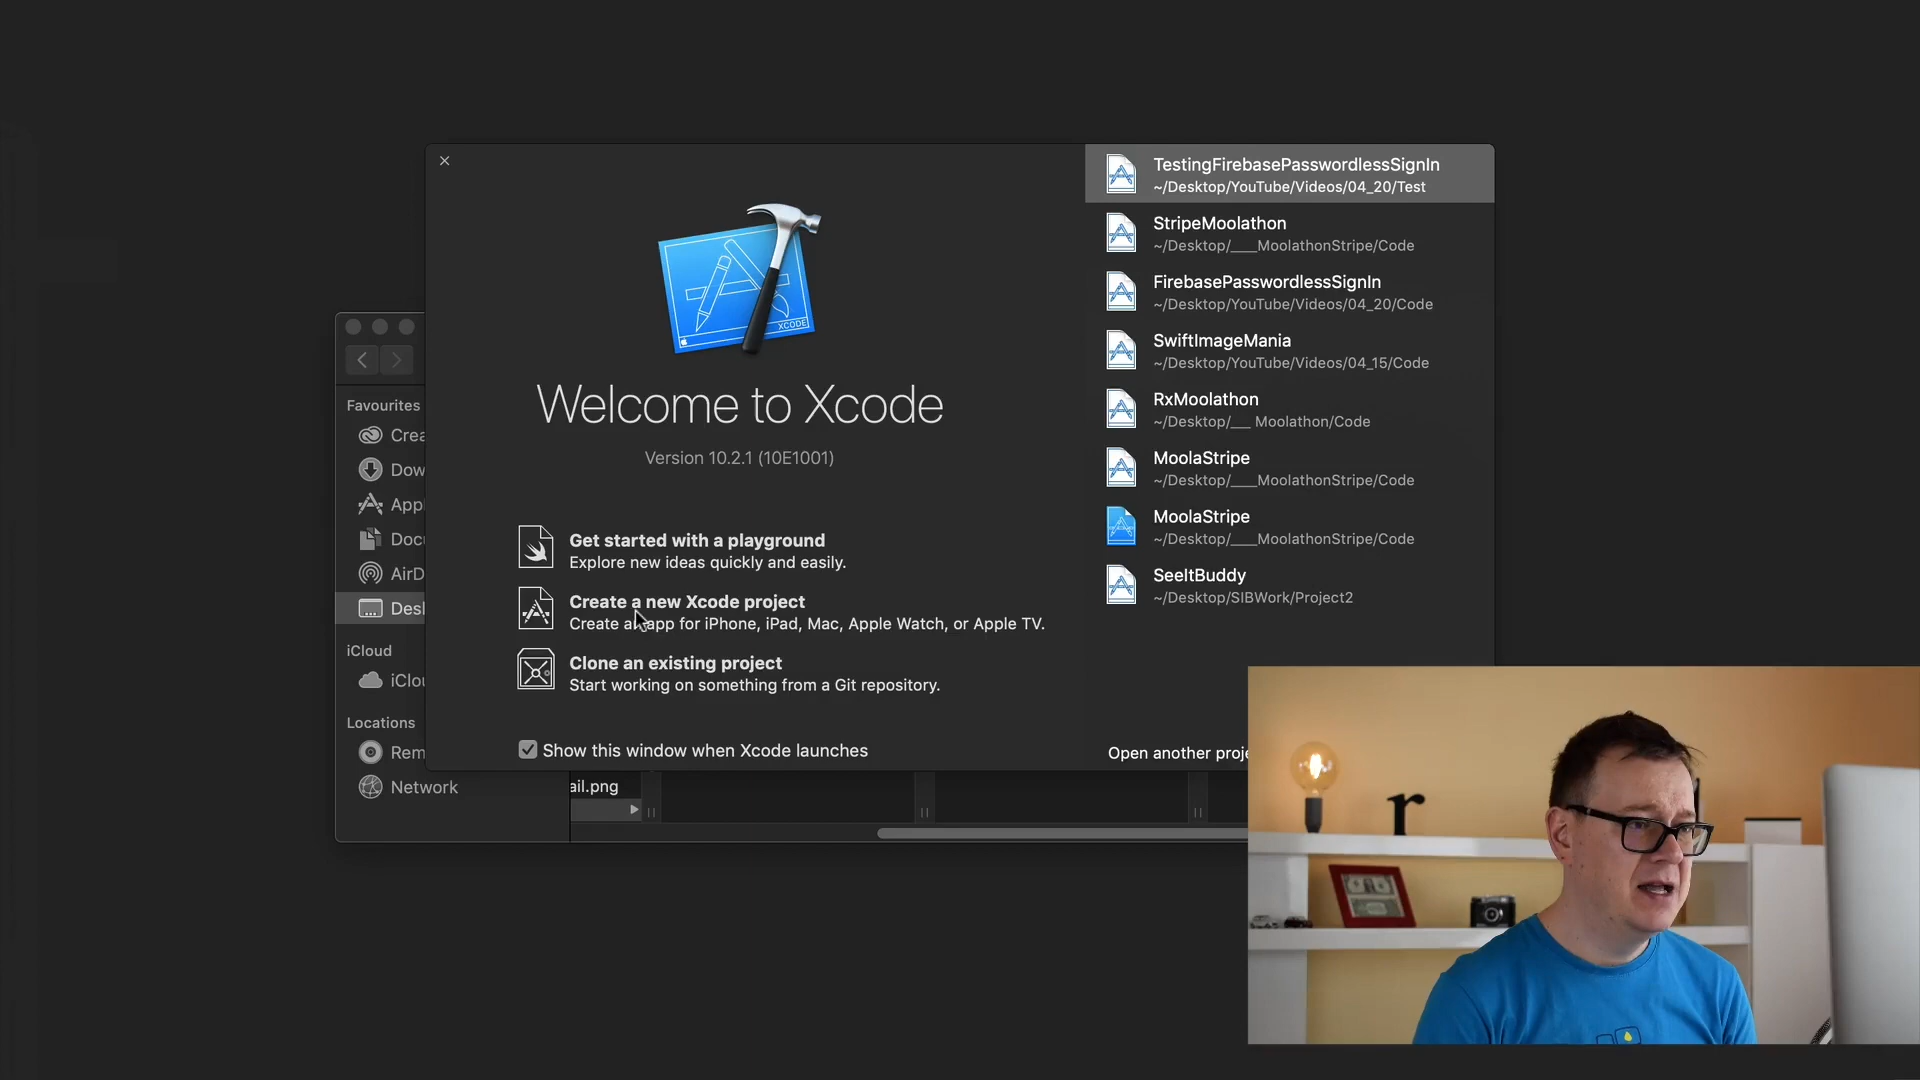 TestingFirebasePasswordlessSignIn
~/Desktop/YouTube/Videos/04_20/Test
StripeMoolathon
~/Desktop/___MoolathonStripe/Code
FirebasePasswordlessSignIn
~/Desktop/YouTube/Videos/04_20/Code
SwiftImageMania
~/Desktop/YouTube/Videos/04_15/Code
RxMoolathon
~/Desktop/__ Moolathon/Code
MoolaStripe
~/Desktop/___MoolathonStripe/Code
MoolaStripe
~/Desktop/___MoolathonStripe/Code
SeeItBuddy
~/Desktop/SIBWork/Project2
Open another proje
XCODE
Welcome to Xcode
Version 10.2.1 (10E1001)
Get started with a playground
Explore new ideas quickly and easily.
Create a new Xcode project
Create an app for iPhone, iPad, Mac, Apple Watch, or Apple TV.
Clone an existing project
Start working on something from a Git repository.
Show this window when Xcode launches
Favourites
Crea
Dow
Appl
Docu
AirD
Desk
iCloud
iClou
Locations
Rem
Network
ail.png
r